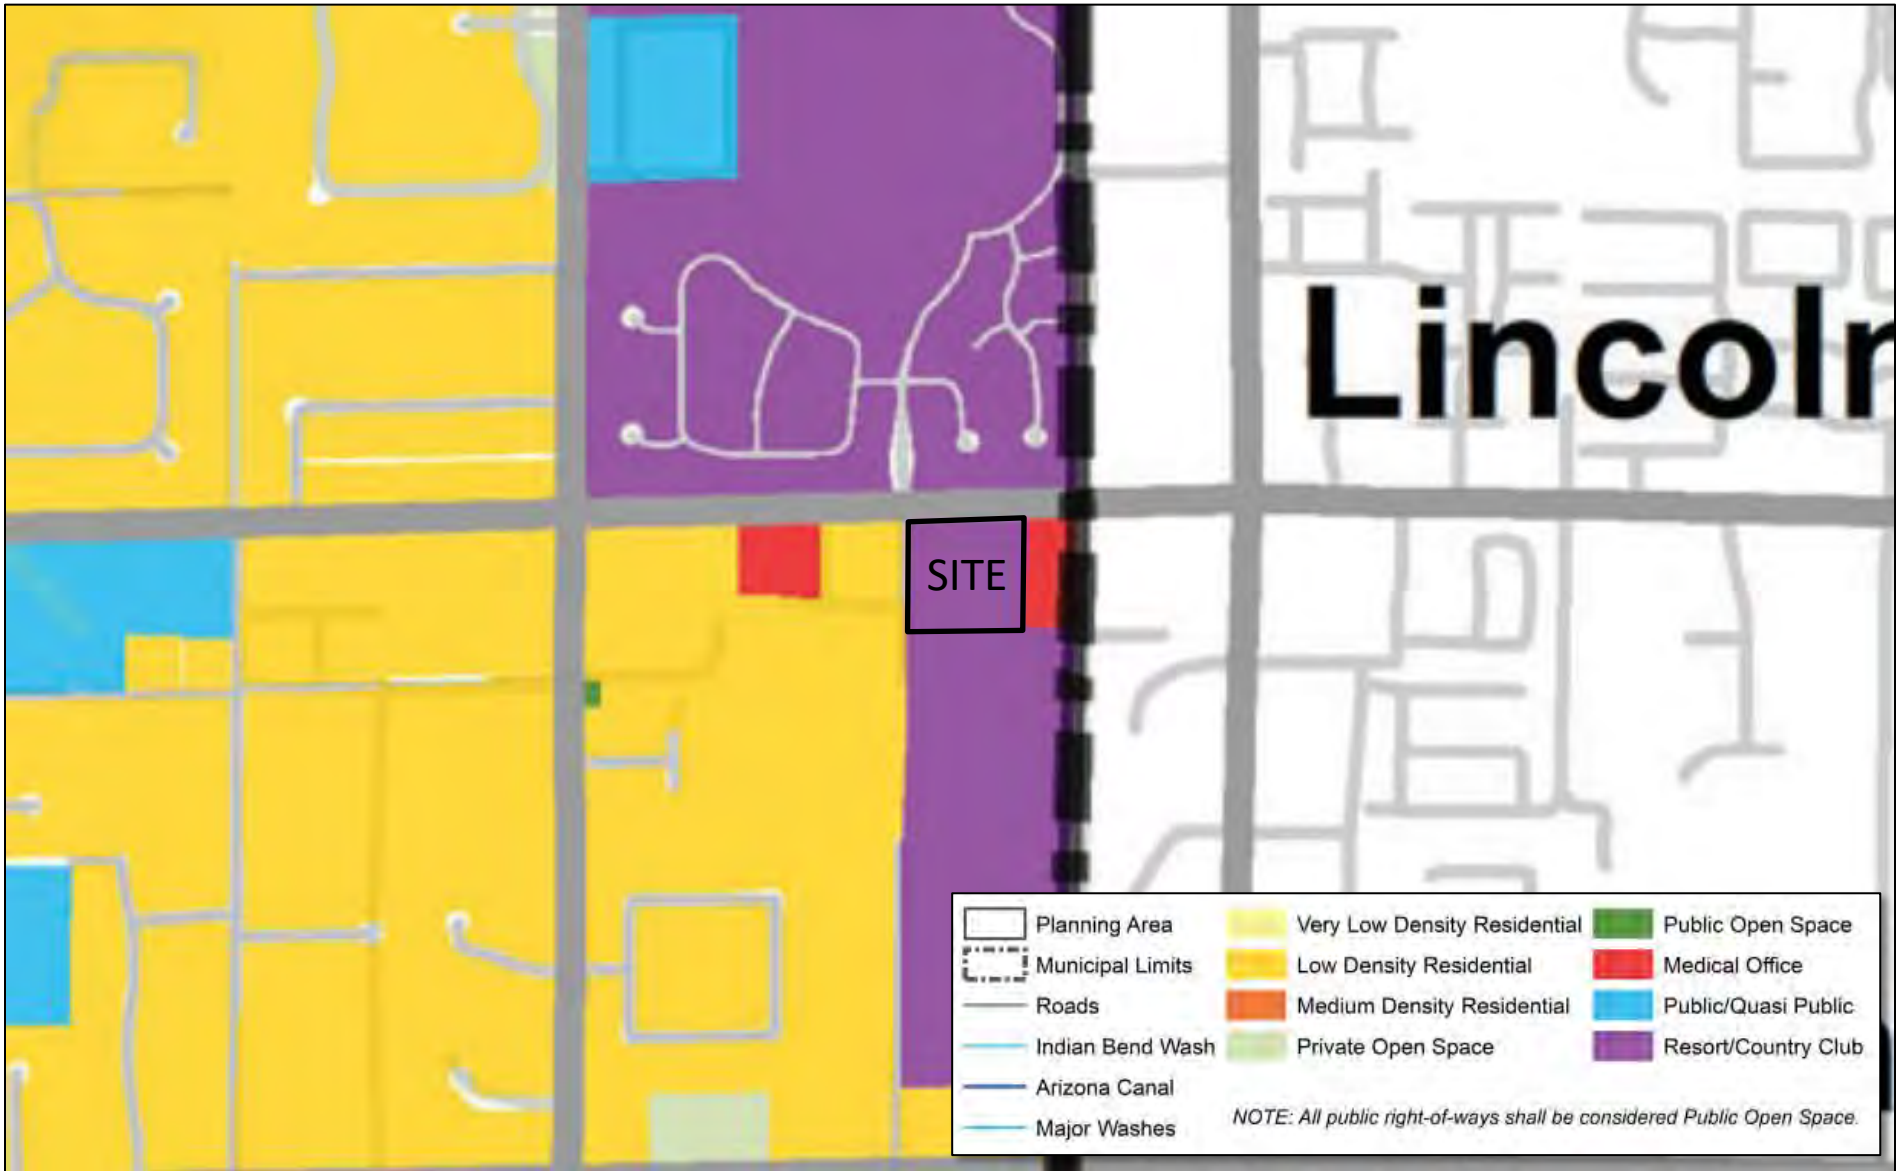 Lincoln
SITE
Planning Area
Municipal Limits
Roads
Indian Bend Wash
Arizona Canal
Major Washes
Very Low Density Residential
Low Density Residential
Medium Density Residential
Private Open Space
Public Open Space
Medical Office
Public/Quasi Public
Resort/Country Club
NOTE: All public right-of-ways shall be considered Public Open Space.